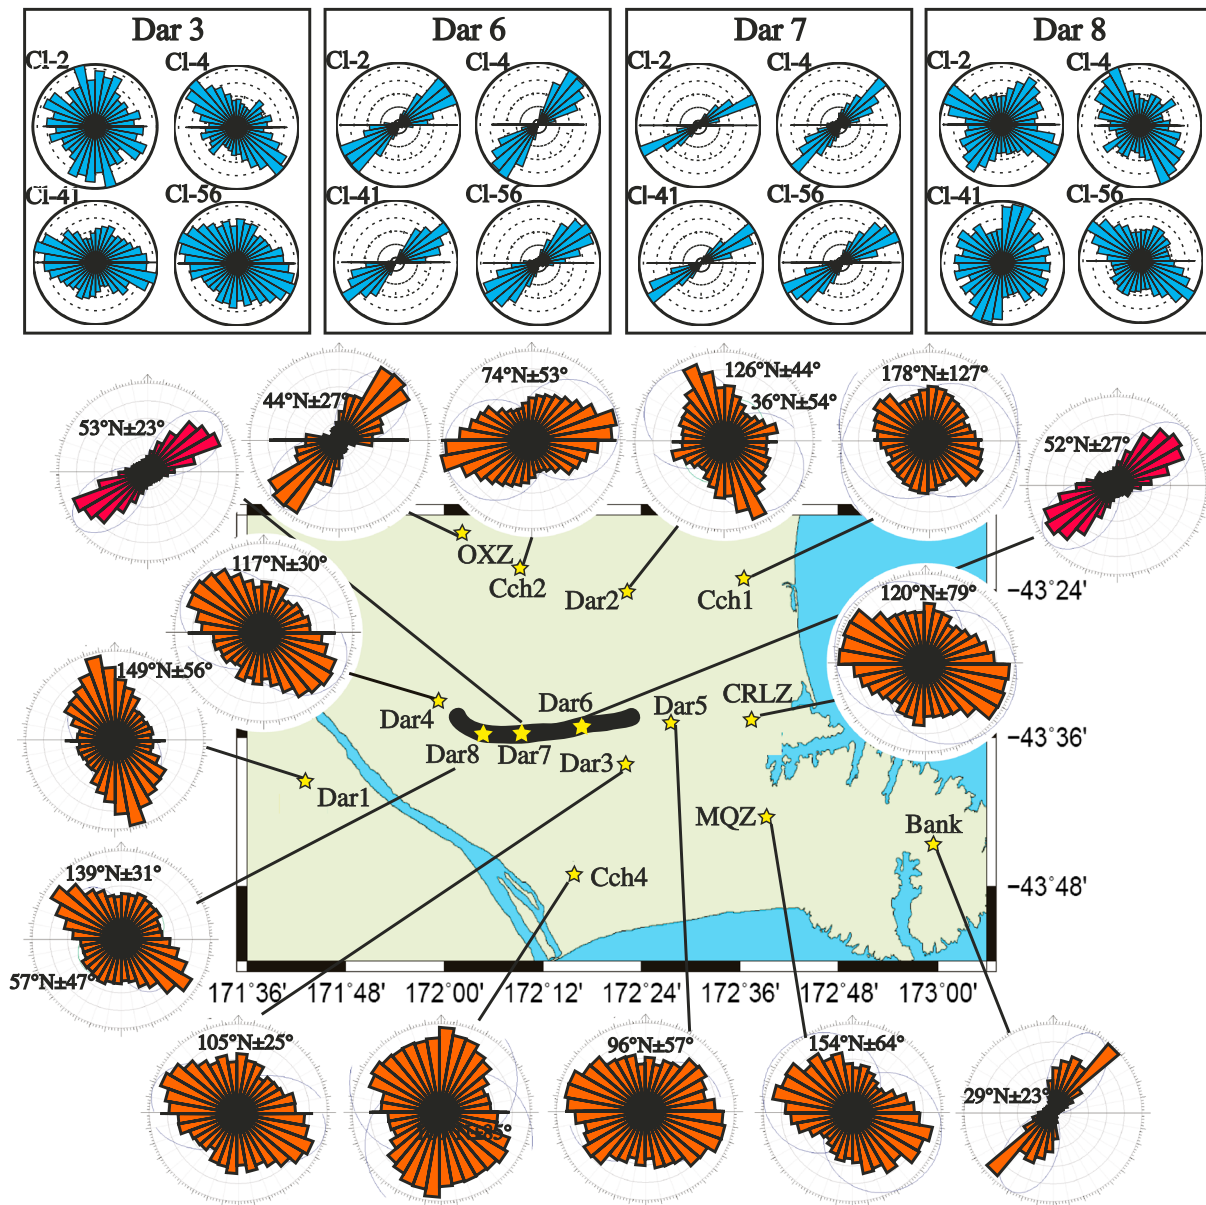 Dar 3
Dar 6
Dar 7
Dar 8
Cl-2
Cl-4
Cl-2
Cl-4
Cl-2
Cl-4
Cl-2
Cl-4
Cl-41
Cl-56
Cl-41
Cl-56
Cl-41
Cl-56
Cl-41
Cl-56
53°N±23°
44°N±27°
74°N±53°
126°N±44°
36°N±54°
178°N±127°
52°N±27°
117°N±30°
OXZ
Cch2
Dar2
Cch1
−43°24'
120°N±79°
149°N±56°
Dar4
Dar6
Dar5
CRLZ
Dar8
Dar7
Dar3
−43°36'
Dar1
MQZ
Bank
139°N±31°
Cch4
−43°48'
57°N±47°
171°36' 171°48' 172°00' 172°12' 172°24' 172°36' 172°48' 173°00'
105°N±25°
96°N±57°
154°N±64°
29°N±23°